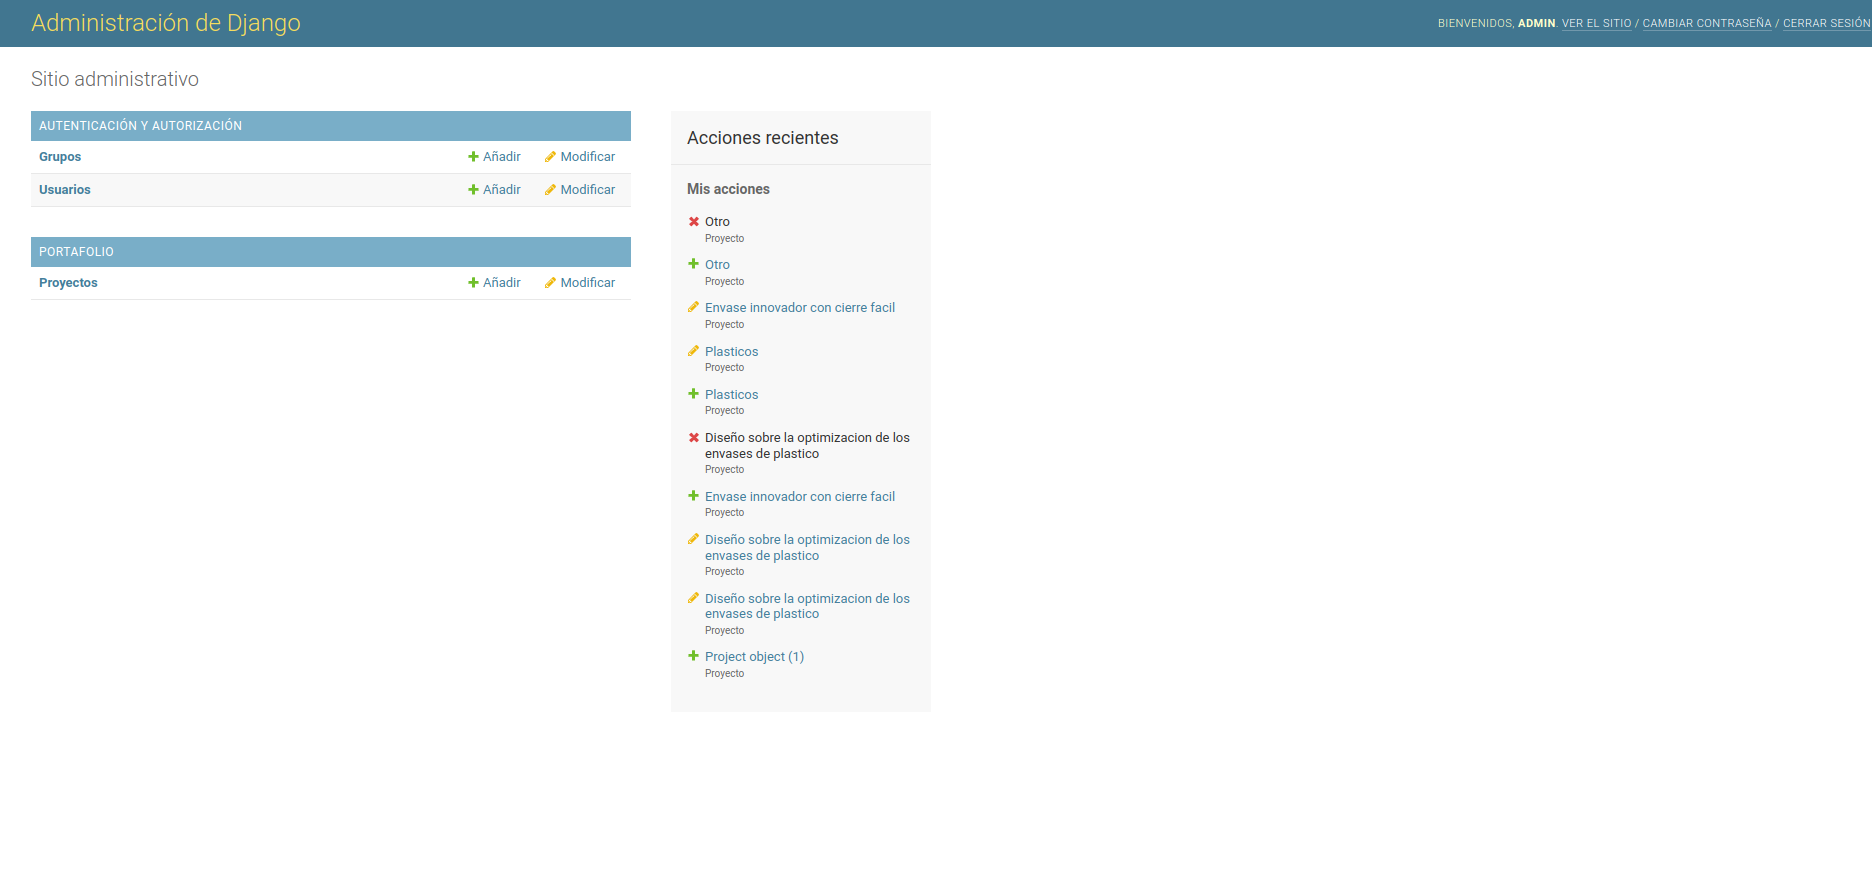 Administración de Django
BIENVENIDOS, ADMIN. VER EL SITIO / CAMBIAR CONTRASEÑA / CERRAR SESIÓN
Sitio administrativo
AUTENTICACIÓN Y AUTORIZACIÓN
Grupos Añadir Modificar
Usuarios Añadir Modificar
PORTAFOLIO
Proyectos Añadir Modificar
Acciones recientes
Mis acciones
Otro
Proyecto
Otro
Proyecto
Envase innovador con cierre facil
Proyecto
Plasticos
Proyecto
Plasticos
Proyecto
Diseño sobre la optimizacion de los
envases de plastico
Proyecto
Envase innovador con cierre facil
Proyecto
Diseño sobre la optimizacion de los
envases de plastico
Proyecto
Diseño sobre la optimizacion de los
envases de plastico
Proyecto
Project object (1)
Proyecto